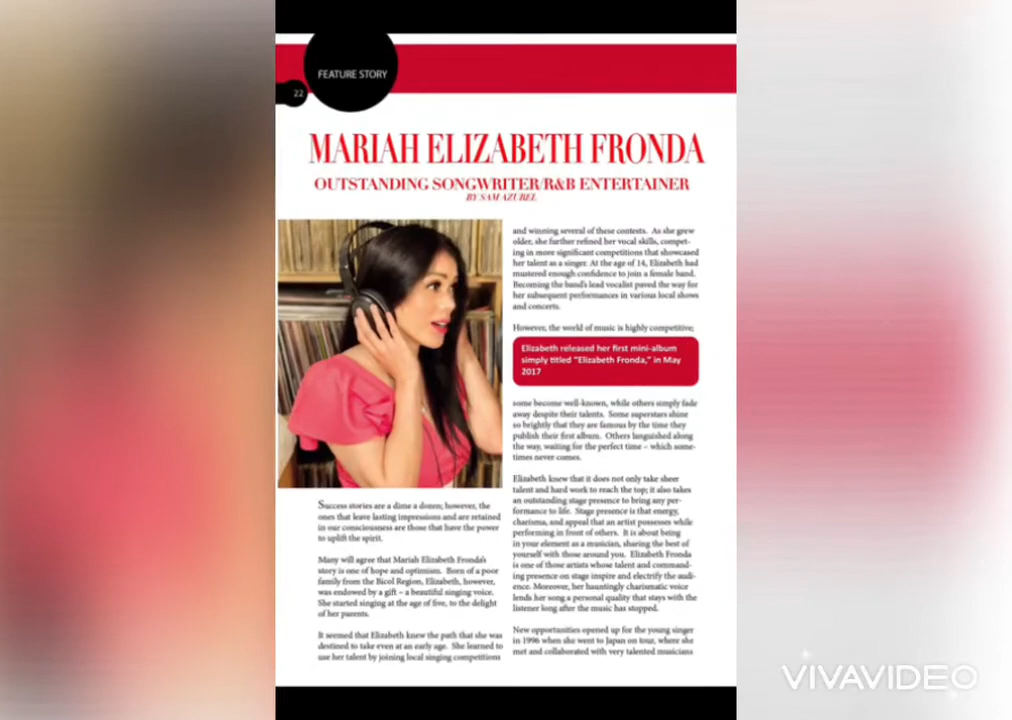 FEATURE STORY
22
MARIAH ELIZABETH FRONDA
OUTSTANDING SONGWRITER/R&B ENTERTAINER
BY SAM AZUREL
Success stories are a dime a dozen; however, the
ones that leave lasting impressions and are retained
in our consciousness are those that have the power
to uplift the spirit.
Many will agree that Mariah Elizabeth Fronda's
story is one of hope and optimism. Born of a poor
family from the Bicol Region, Elizabeth, however,
was endowed by a gift – a beautiful singing voice.
She started singing at the age of five, to the delight
of her parents.
It seemed that Elizabeth knew the path that she was
destined to take even at an early age. She learned to
use her talent by joining local singing competitions
and winning several of these contests. As she grew
older, she further refined her vocal skills, compet-
ing in more significant competitions that showcased
her talent as a singer. At the age of 14, Elizabeth had
mustered enough confidence to join a female band.
Becoming the band's lead vocalist paved the way for
her subsequent performances in various local shows
and concerts.
However, the world of music is highly competitive;
Elizabeth released her first mini-album
simply titled "Elizabeth Fronda," in May
2017
some become well-known, while others simply fade
away despite their talents. Some superstars shine
so brightly that they are famous by the time they
publish their first album. Others languished along
the way, waiting for the perfect time – which some-
times never comes.
Elizabeth knew that it does not only take sheer
talent and hard work to reach the top; it also takes
an outstanding stage presence to bring any per-
formance to life. Stage presence is that energy,
charisma, and appeal that an artist possesses while
performing in front of others. It is about being
in your element as a musician, sharing the best of
yourself with those around you. Elizabeth Fronda
is one of those artists whose talent and command-
ing presence on stage inspire and electrify the audi-
ence. Moreover, her hauntingly charismatic voice
lends her song a personal quality that stays with the
listener long after the music has stopped.
New opportunities opened up for the young singer
in 1996 when she went to Japan on tour, where she
met and collaborated with very talented musicians
VIVAVIDEO